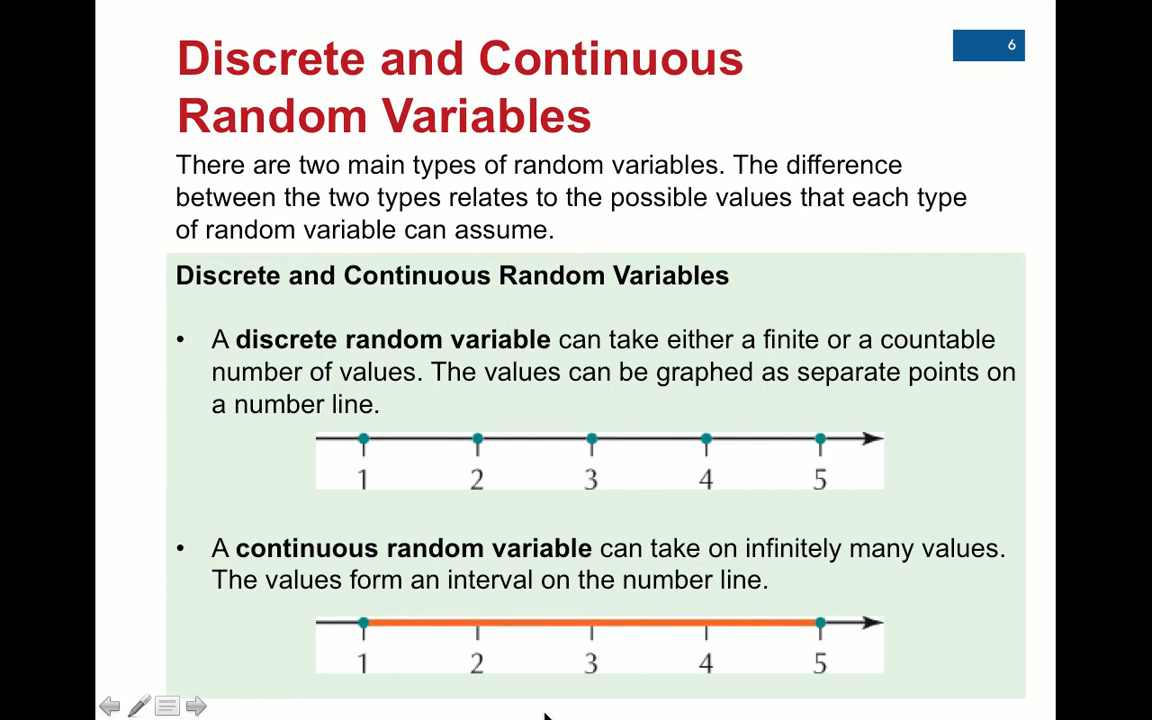 Discrete and Continuous
6
Random Variables
There are two main types of random variables. The difference
between the two types relates to the possible values that each type
of random variable can assume.
Discrete and Continuous Random Variables
• A discrete random variable can take either a finite or a countable
number of values. The values can be graphed as separate points on
a number line.
1 2 3 4 5
• A continuous random variable can take on infinitely many values.
The values form an interval on the number line.
1 2 3 4 5